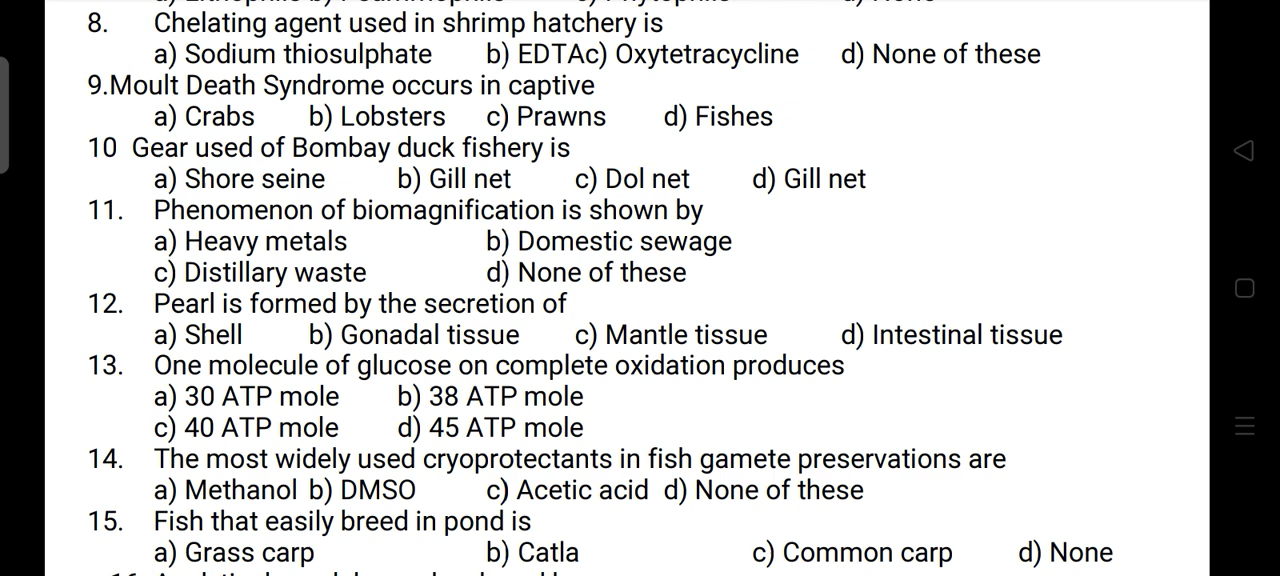 8. Chelating agent used in shrimp hatchery is
a) Sodium thiosulphate b) EDTAc) Oxytetracycline d) None of these
9.Moult Death Syndrome occurs in captive
a) Crabs b) Lobsters c) Prawns d) Fishes
10 Gear used of Bombay duck fishery is
a) Shore seine b) Gill net c) Dol net d) Gill net
11. Phenomenon of biomagnification is shown by
a) Heavy metals b) Domestic sewage
c) Distillary waste d) None of these
12. Pearl is formed by the secretion of
a) Shell b) Gonadal tissue c) Mantle tissue d) Intestinal tissue
13. One molecule of glucose on complete oxidation produces
a) 30 ATP mole b) 38 ATP mole
c) 40 ATP mole d) 45 ATP mole
14. The most widely used cryoprotectants in fish gamete preservations are
a) Methanol b) DMSO c) Acetic acid d) None of these
15. Fish that easily breed in pond is
a) Grass carp b) Catla c) Common carp d) None